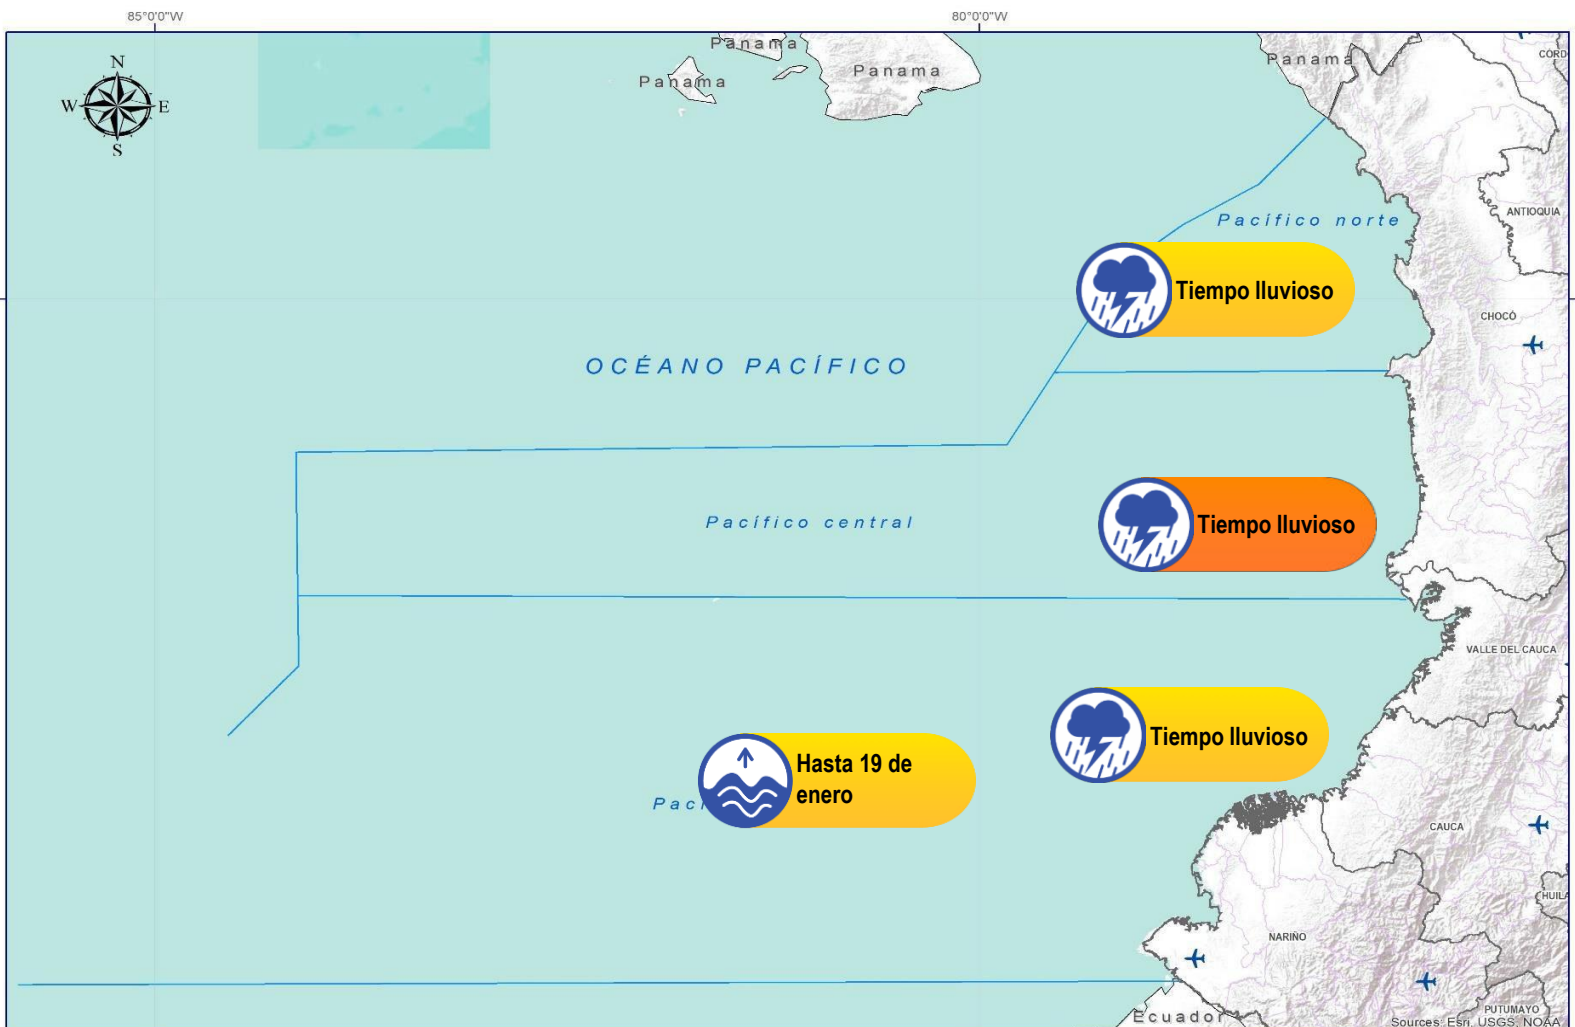 85°0'0"W
80°0'0"W
N
W
E
S
Panama
Panama
Panama
Panama
CÓRD
ANTIOQUIA
Pacífico norte
Tiempo lluvioso
CHOCÓ
OCÉANO PACÍFICO
Pacífico central
Tiempo lluvioso
VALLE DEL CAUCA
Tiempo lluvioso
Hasta 19 de
enero
Pací
CAUCA
HUILA
NARIÑO
PUTUMAYO
Ecuador
Sources: Esri, USGS, NOAA